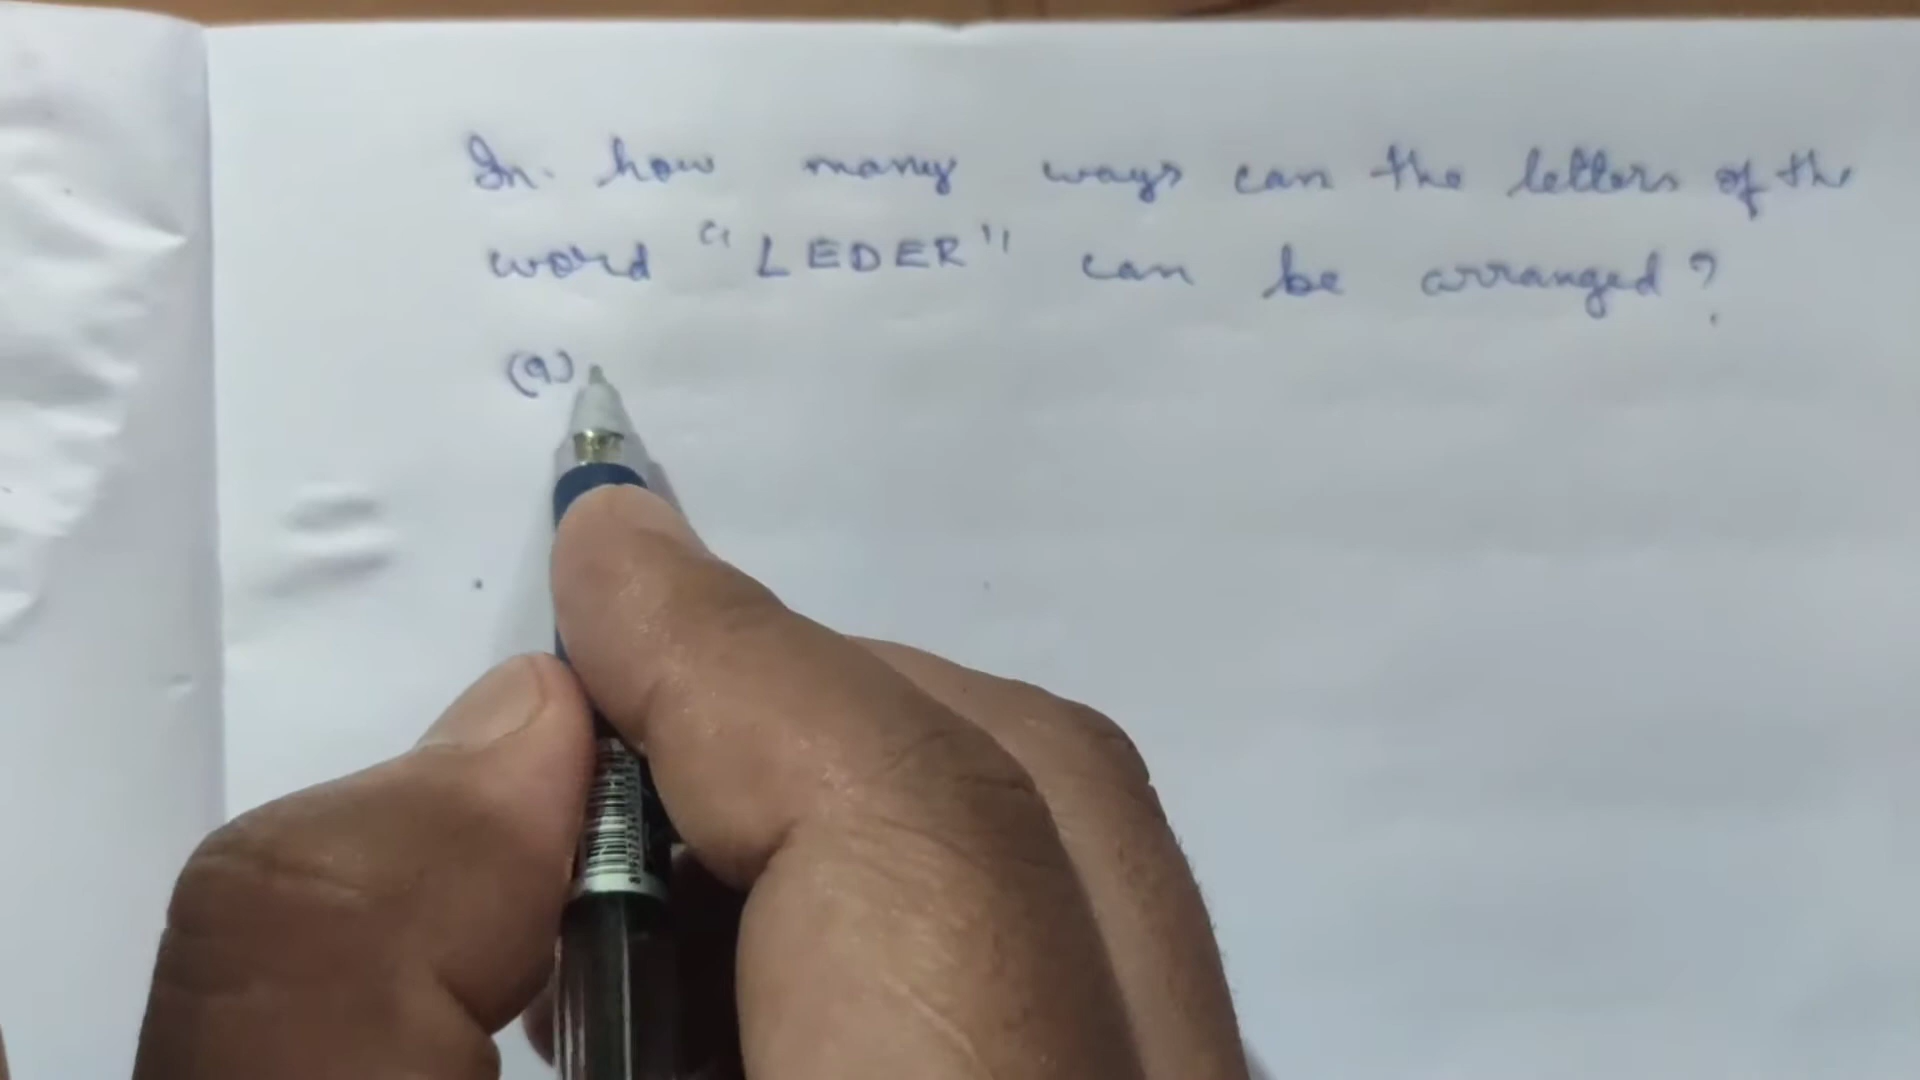 In how many ways can the letters of the
word "LEDER" can be arranged?
(a)